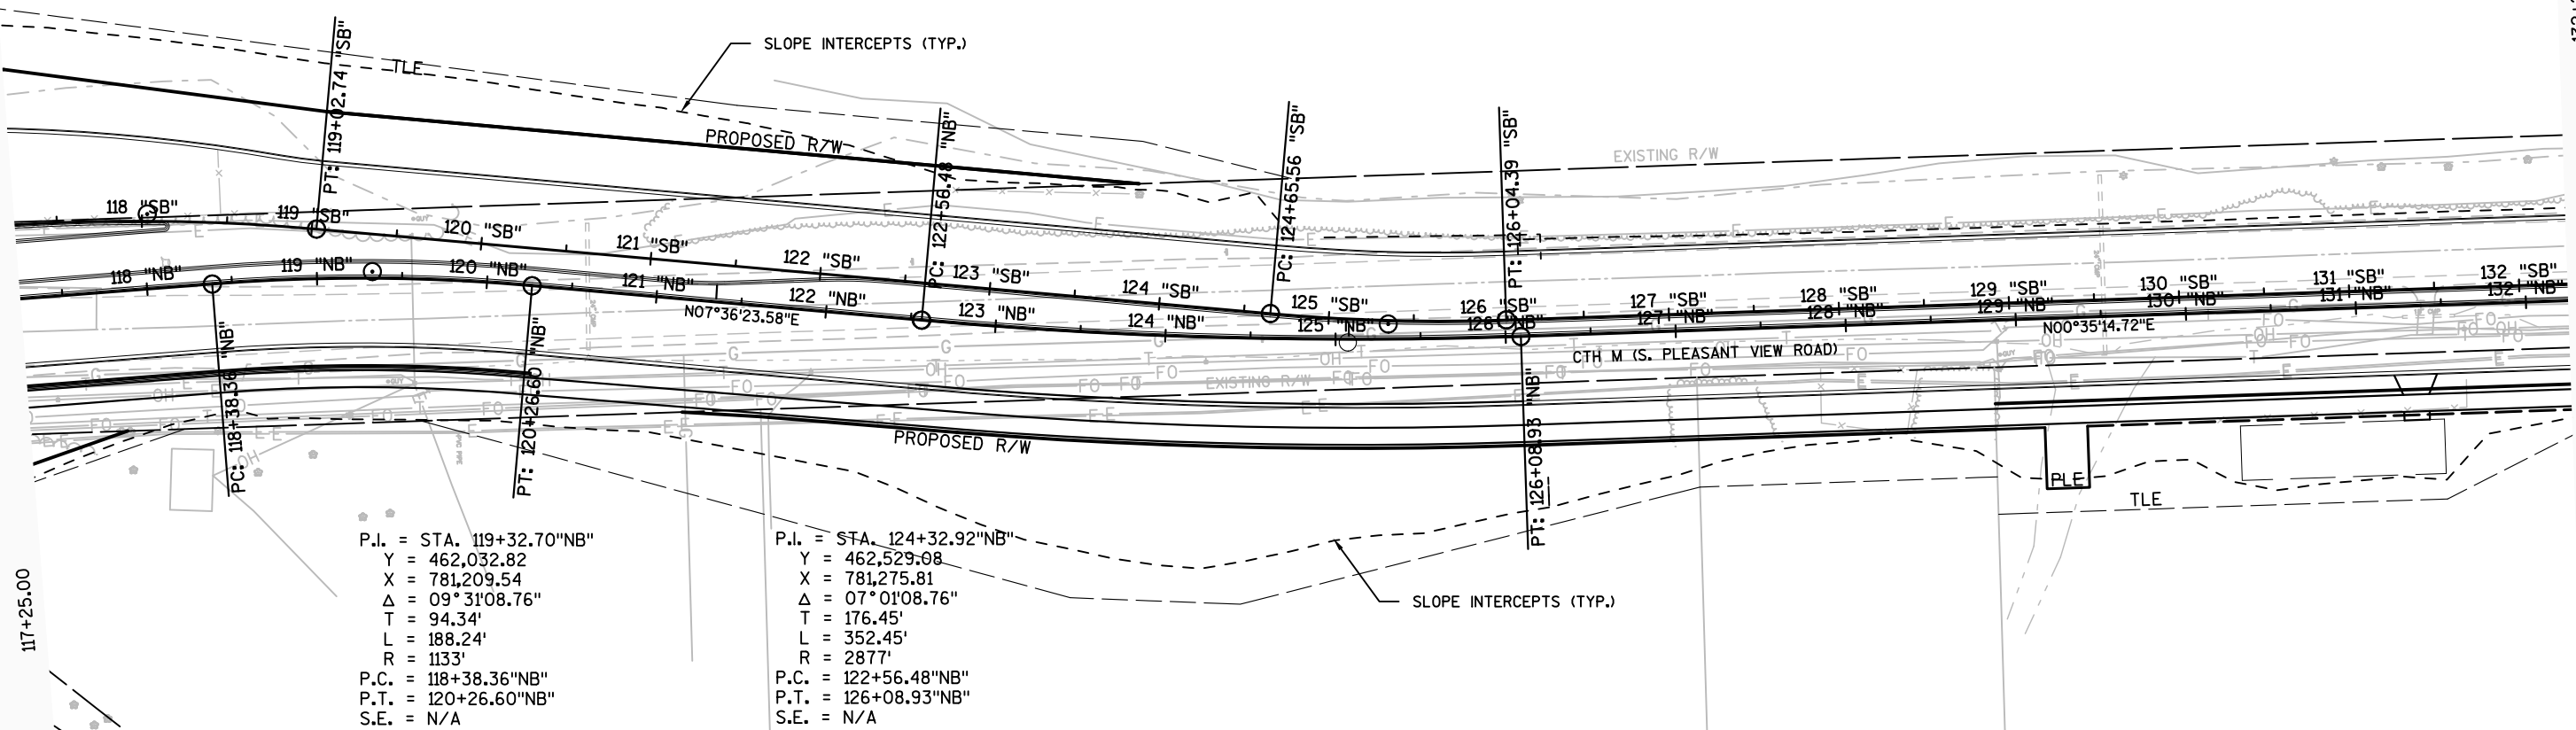 SLOPE INTERCEPTS (TYP.)
TLE
PT: 119+02.74 "SB"
PROPOSED R/W
PC: 122+56.48 "NB"
PC: 124+65.56 "SB"
PT: 126+04.39 "SB"
EXISTING R/W
118 "SB"
119 "SB"
120 "SB"
121 "SB"
122 "SB"
123 "SB"
124 "SB"
125 "SB"
126 "SB"
127 "SB"
128 "SB"
129 "SB"
130 "SB"
131 "SB"
132 "SB"
118 "NB"
119 "NB"
120 "NB"
121 "NB"
122 "NB"
123 "NB"
124 "NB"
125 "NB"
126 "NB"
127 "NB"
128 "NB"
129 "NB"
130 "NB"
131 "NB"
132 "NB"
N07°36'23.58"E
N00°35'14.72"E
CTH M (S. PLEASANT VIEW ROAD)
EXISTING R/W
PC: 118+38.36 "NB"
PT: 120+26.60 "NB"
PROPOSED R/W
PT: 126+08.93 "NB"
PLE
TLE
SLOPE INTERCEPTS (TYP.)
117+25.00
P.I. = STA. 119+32.70"NB"
Y = 462,032.82
X = 781,209.54
Δ = 09°31'08.76"
T = 94.34'
L = 188.24'
R = 1133'
P.C. = 118+38.36"NB"
P.T. = 120+26.60"NB"
S.E. = N/A
P.I. = STA. 124+32.92"NB"
Y = 462,529.08
X = 781,275.81
Δ = 07°01'08.76"
T = 176.45'
L = 352.45'
R = 2877'
P.C. = 122+56.48"NB"
P.T. = 126+08.93"NB"
S.E. = N/A